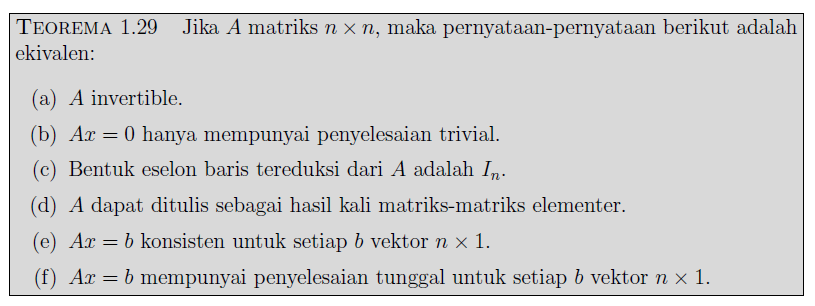 TEOREMA 1.29 Jika A matriks n × n, maka pernyataan-pernyataan berikut adalah
ekivalen:
(a) A invertible.
(b) Ax = 0 hanya mempunyai penyelesaian trivial.
(c) Bentuk eselon baris tereduksi dari A adalah Iₙ.
(d) A dapat ditulis sebagai hasil kali matriks-matriks elementer.
(e) Ax = b konsisten untuk setiap b vektor n × 1.
(f) Ax = b mempunyai penyelesaian tunggal untuk setiap b vektor n × 1.